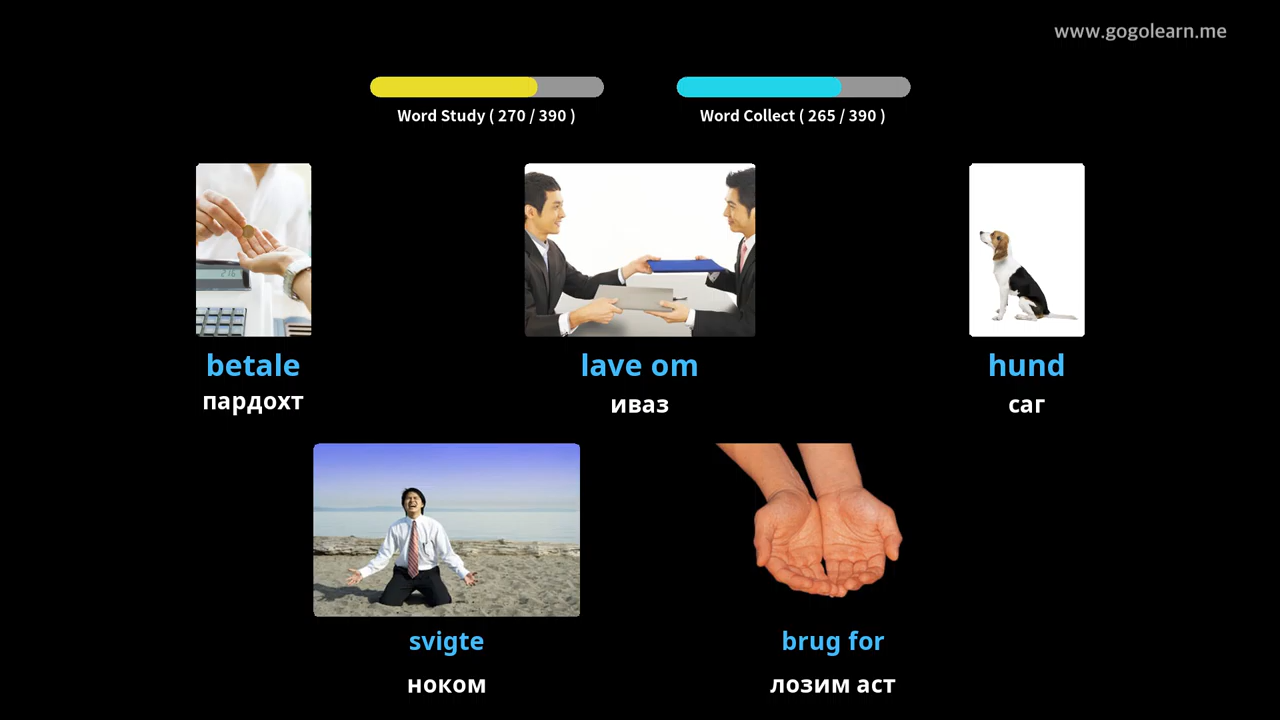 www.gogolearn.me
Word Study ( 270 / 390 )
Word Collect ( 265 / 390 )
betale
пардохт
lave om
иваз
hund
саг
svigte
ноком
brug for
лозим аст